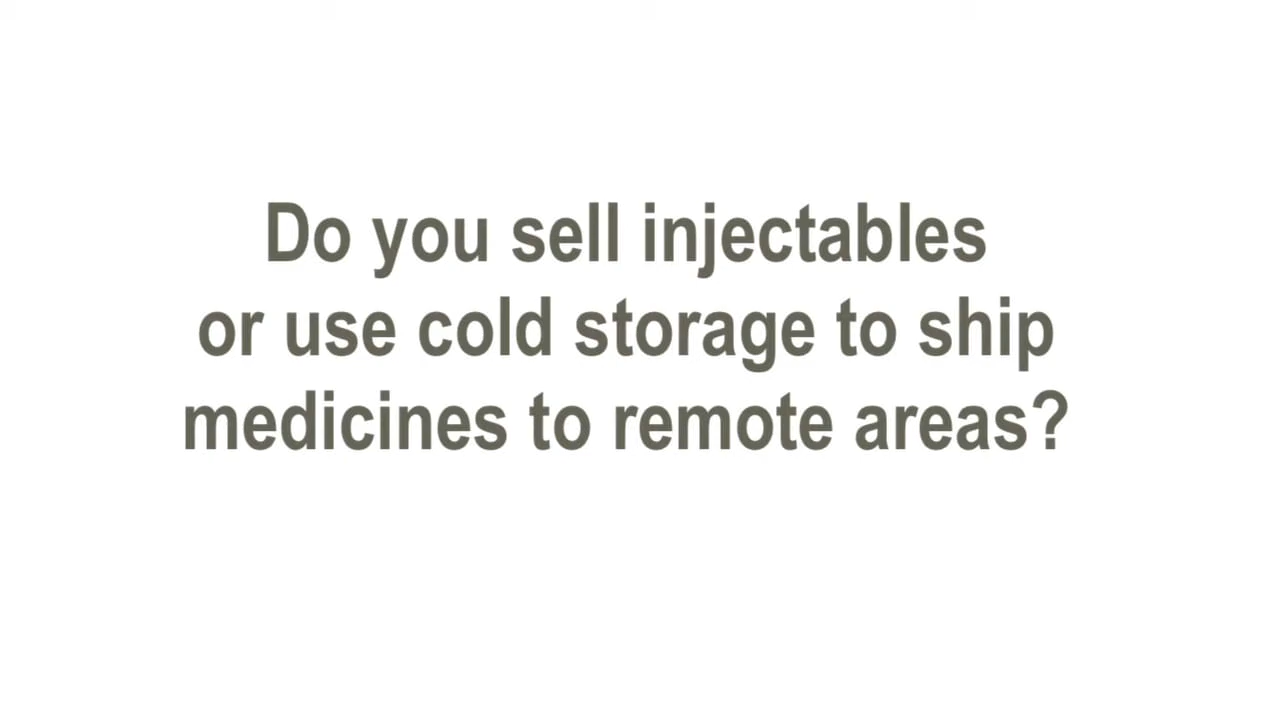 Do you sell injectables
or use cold storage to ship
medicines to remote areas?